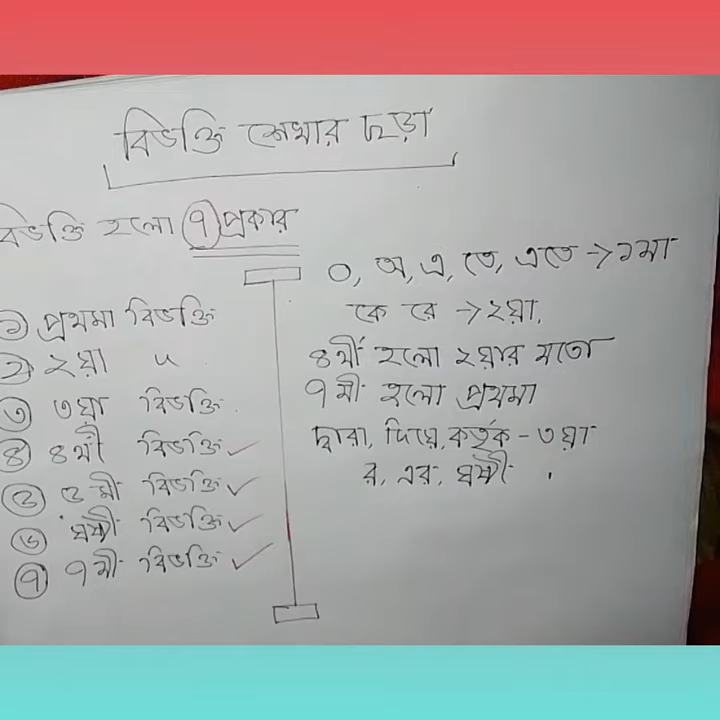 বিভক্তি শেখার ছড়া
বিভক্তি হলো ৭ প্রকার
১ প্রথমা বিভক্তি
২ ২য়া "
৩ ৩য়া বিভক্তি
৪ ৪র্থী বিভক্তি ✓
৫ ৫মী বিভক্তি ✓
৬ ষষ্ঠী বিভক্তি ✓
৭ ৭মী বিভক্তি ✓
০, অ, এ, তে, এতে → ১মা
কে রে → ২য়া,
৪র্থী হলো ২য়ার মতো
৭মী হলো প্রথমা
দ্বারা, দিয়ে, কর্তৃক - ৩য়া
র, এর, ষষ্ঠী .